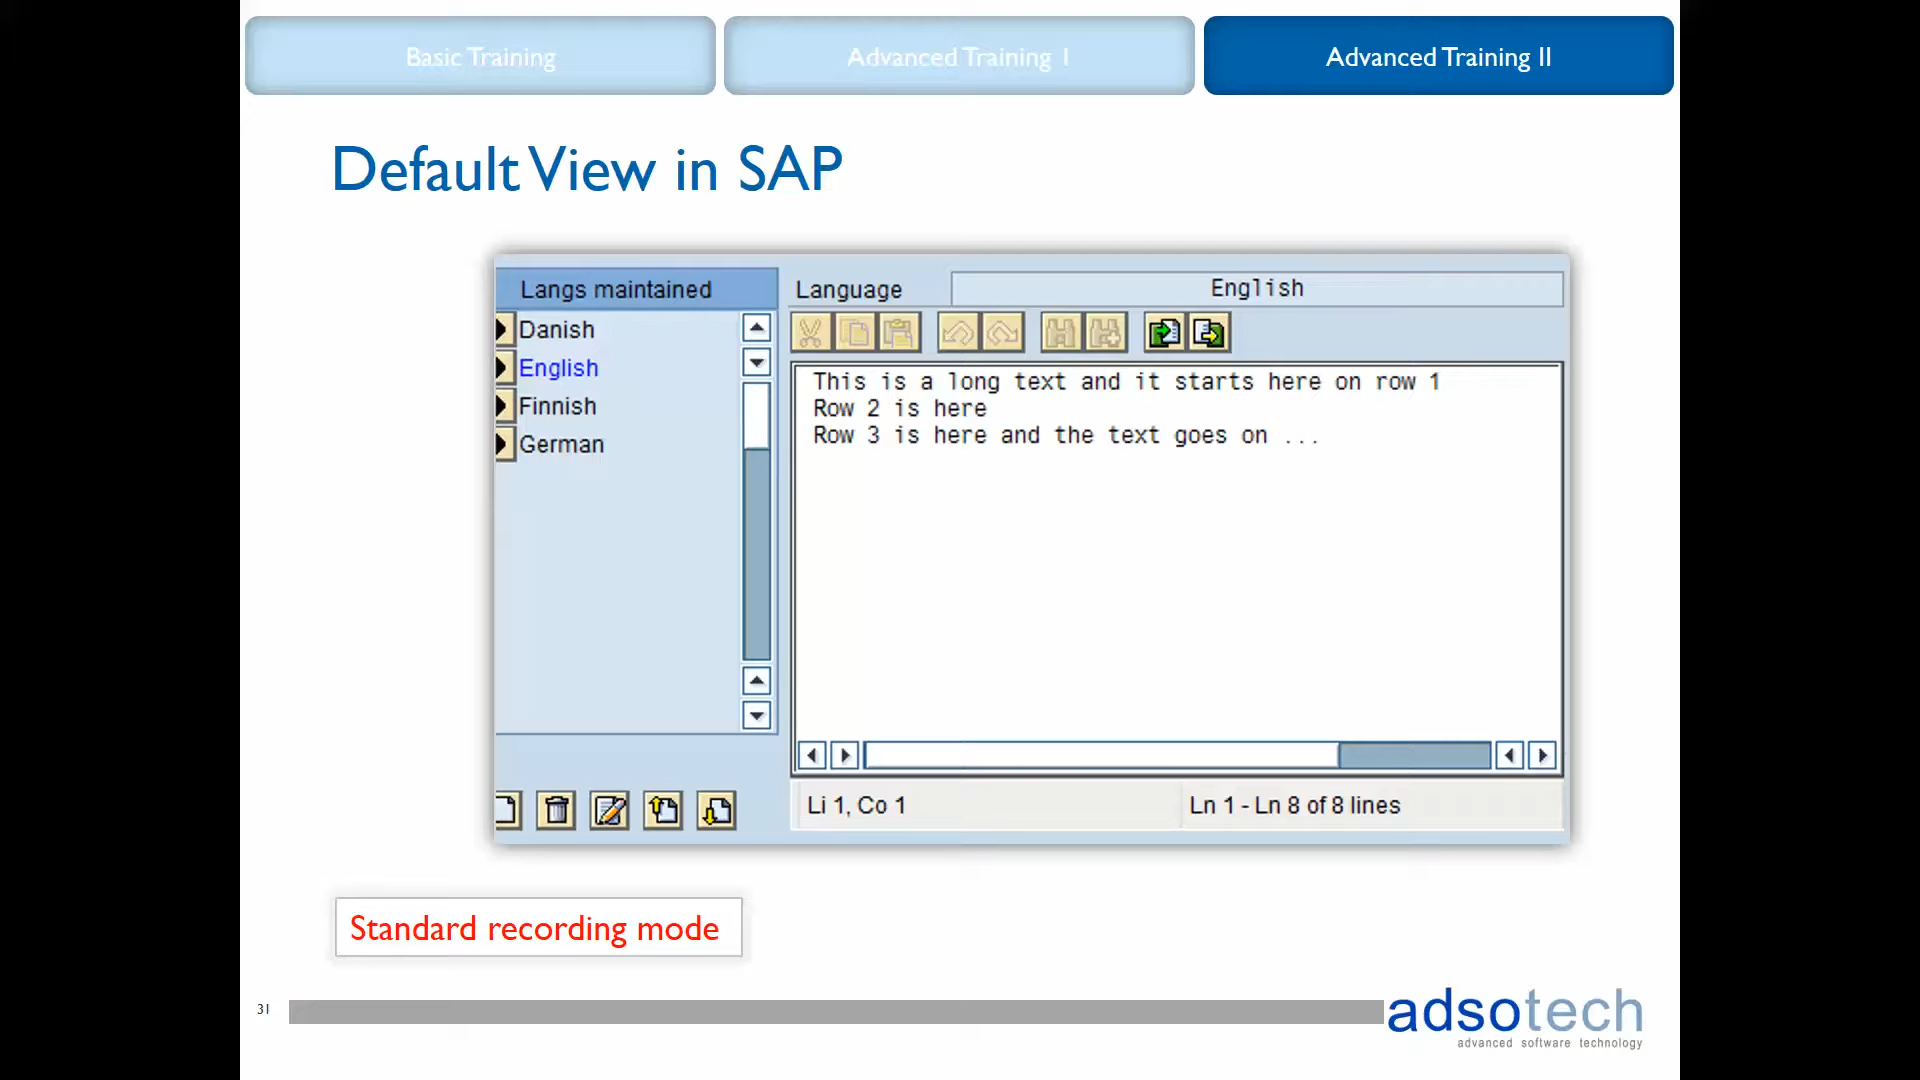 Basic Training
Advanced Training I
Advanced Training II
Default View in SAP
Langs maintained
Danish
English
Finnish
German
Language
English
This is a long text and it starts here on row 1
Row 2 is here
Row 3 is here and the text goes on ...
Li 1, Co 1
Ln 1 - Ln 8 of 8 lines
Standard recording mode
31
adsotech
advanced software technology